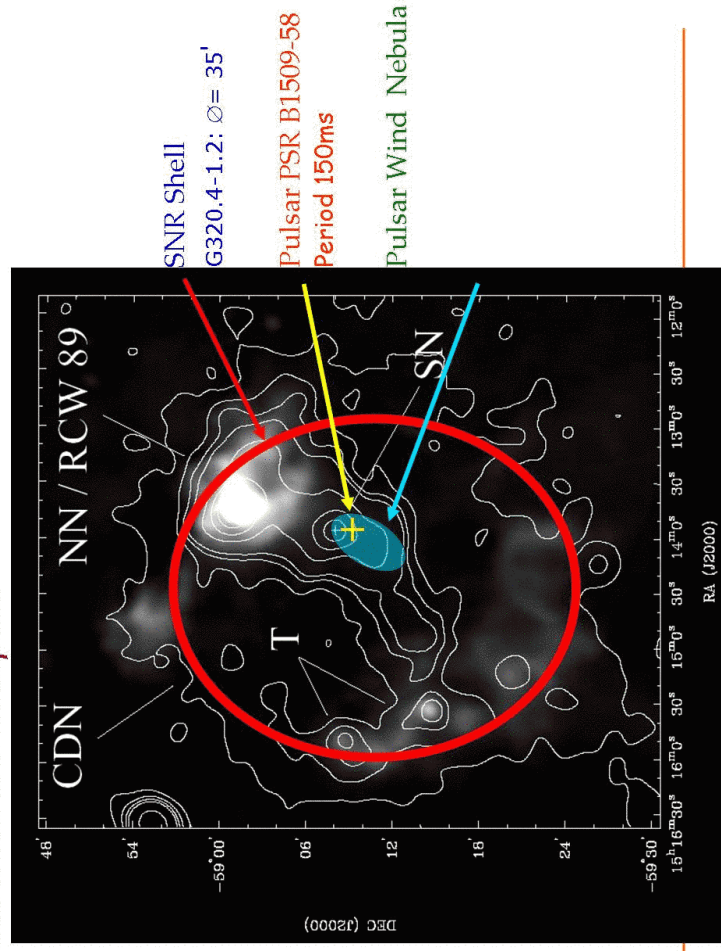 SNR Shell
G320.4-1.2: ∅= 35'
Pulsar PSR B1509-58
Period 150ms
Pulsar Wind Nebula
NN / RCW 89
CDN
T
SN
48'
54'
-59°00'
06'
12'
18'
24'
-59°30'
DEC (J2000)
15h16m30s
16m0s
30s
15m0s
30s
14m0s
30s
13m0s
30s
12m0s
RA (J2000)